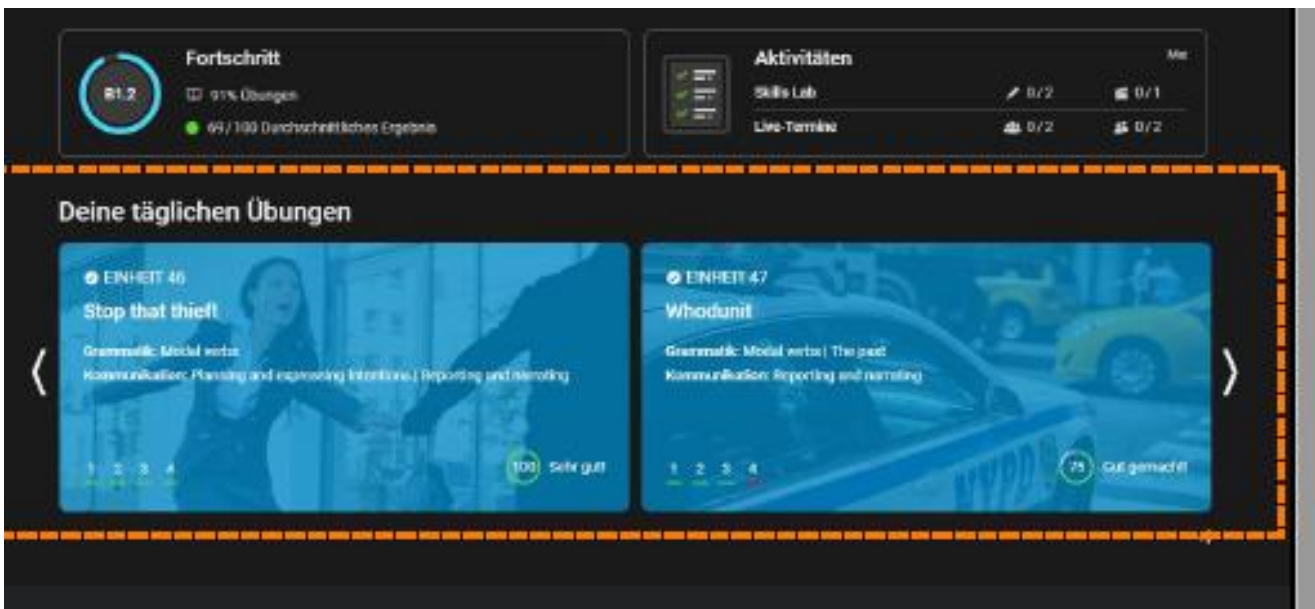 Fortschritt
B1.2
91% Übungen
69/100 Durchschnittliches Ergebnis
Aktivitäten
Mai
Skills Lab 0/2 0/1
Live-Termine 0/2 0/2
Deine täglichen Übungen
EINHEIT 46
Stop that thief!
Grammatik: Modal verbs
Kommunikation: Planning and expressing intentions | Reporting and narrating
1 2 3 4
100 Sehr gut!
EINHEIT 47
Whodunit
Grammatik: Modal verbs | The past
Kommunikation: Reporting and narrating
1 2 3 4
75 Gut gemacht!
NYPD